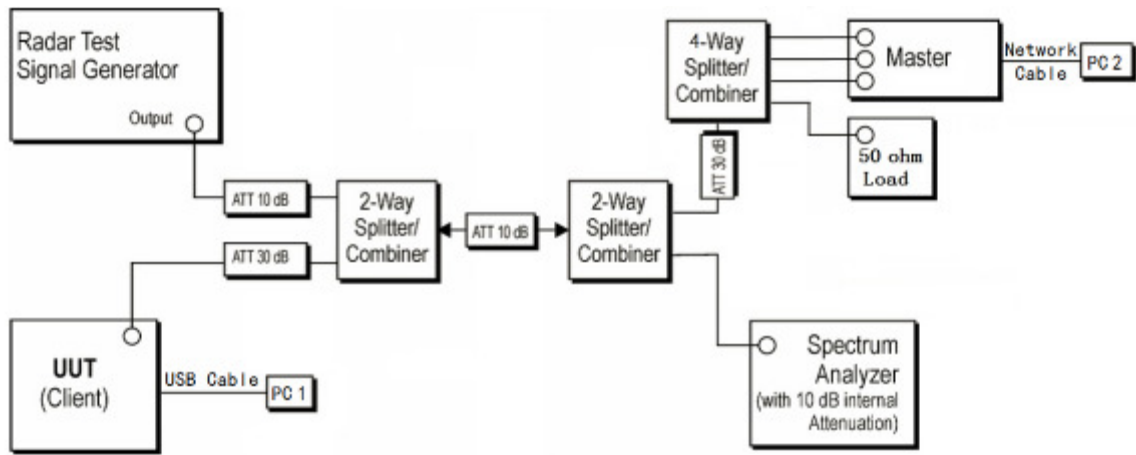 Radar Test
Signal Generator
Output
4-Way
Splitter/
Combiner
Master
Network
Cable
PC 2
50 ohm
Load
ATT 30 dB
ATT 10 dB
2-Way
Splitter/
Combiner
ATT 10 dB
2-Way
Splitter/
Combiner
ATT 30 dB
UUT
(Client)
USB Cable
PC 1
Spectrum
Analyzer
(with 10 dB internal
Attenuation)